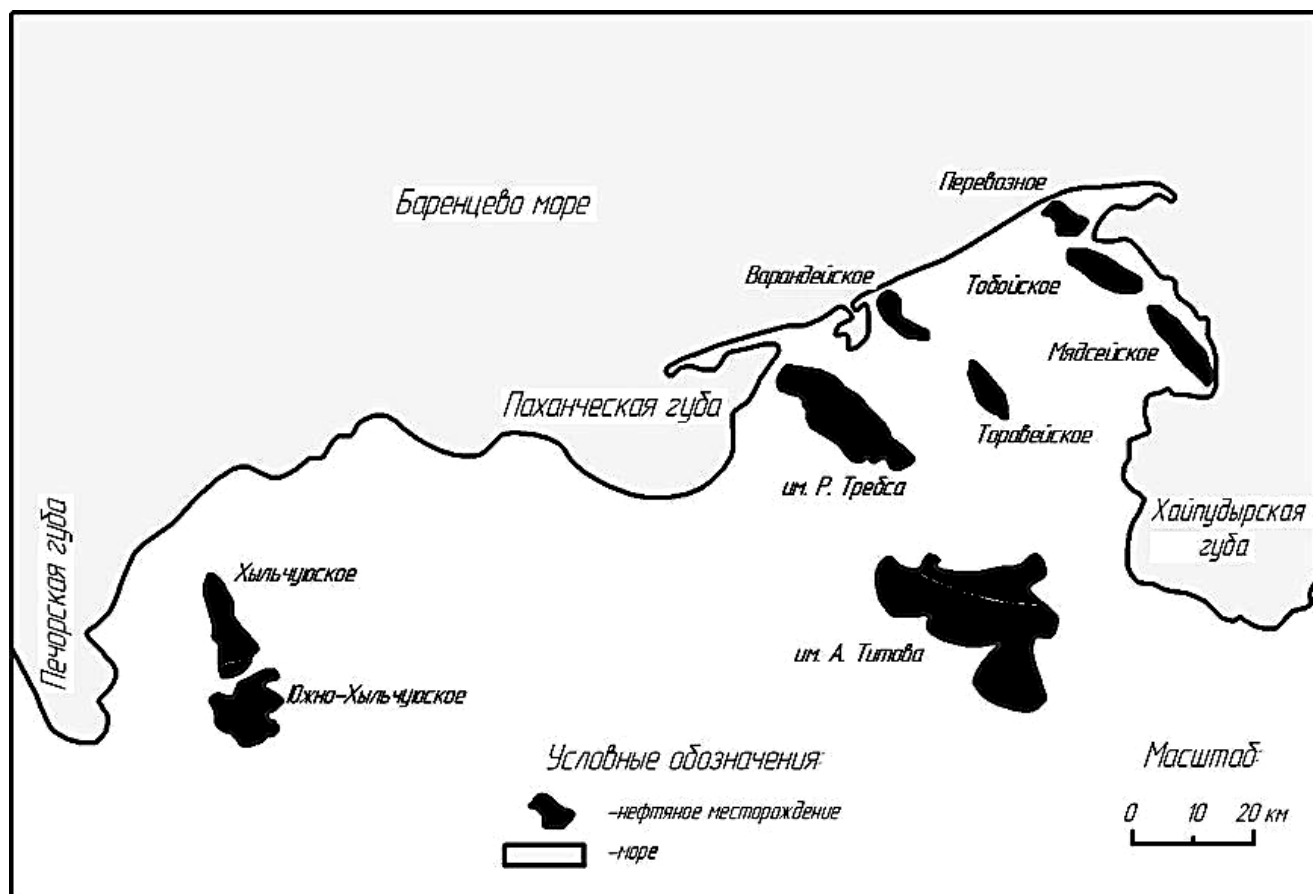 Перевозное
Баренцево море
Варандейское
Тобойское
Мядсейское
Паханческая губа
Торавейское
им. Р. Требса
Хайпудырская
губа
Печорская губа
Хыльчуюское
им. А. Титова
Южно-Хыльчуюское
Условные обозначения:
-нефтяное месторождение
-море
Масштаб:
0 10 20 км